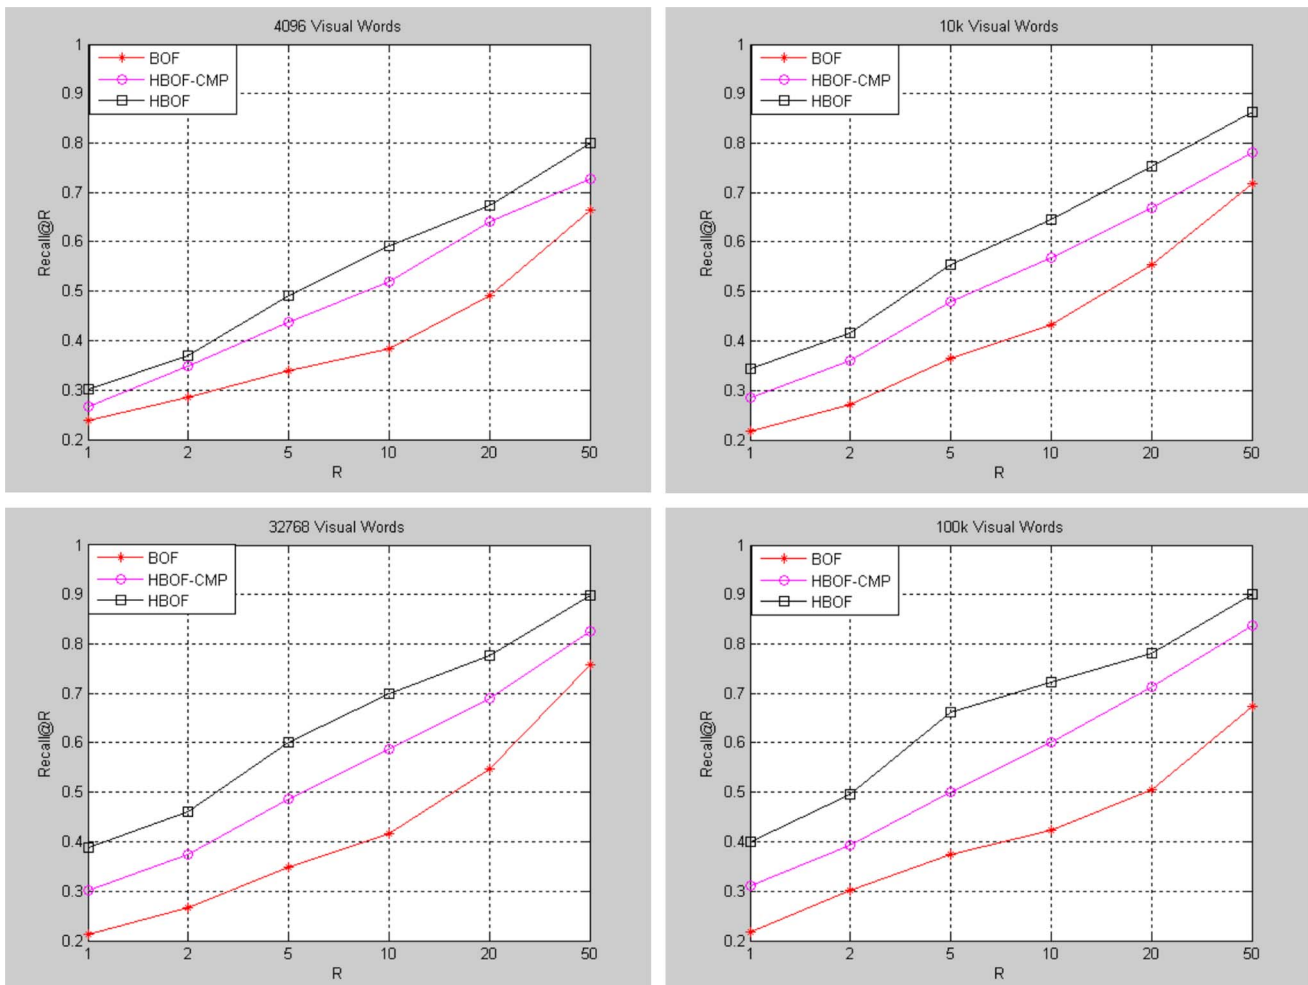 4096 Visual Words
BOF
HBOF-CMP
HBOF
1
0.9
0.8
0.7
0.6
0.5
0.4
0.3
0.2
Recall@R
1 2 5 10 20 50
R
10k Visual Words
BOF
HBOF-CMP
HBOF
1
0.9
0.8
0.7
0.6
0.5
0.4
0.3
0.2
Recall@R
1 2 5 10 20 50
R
32768 Visual Words
BOF
HBOF-CMP
HBOF
1
0.9
0.8
0.7
0.6
0.5
0.4
0.3
0.2
Recall@R
1 2 5 10 20 50
R
100k Visual Words
BOF
HBOF-CMP
HBOF
1
0.9
0.8
0.7
0.6
0.5
0.4
0.3
0.2
Recall@R
1 2 5 10 20 50
R